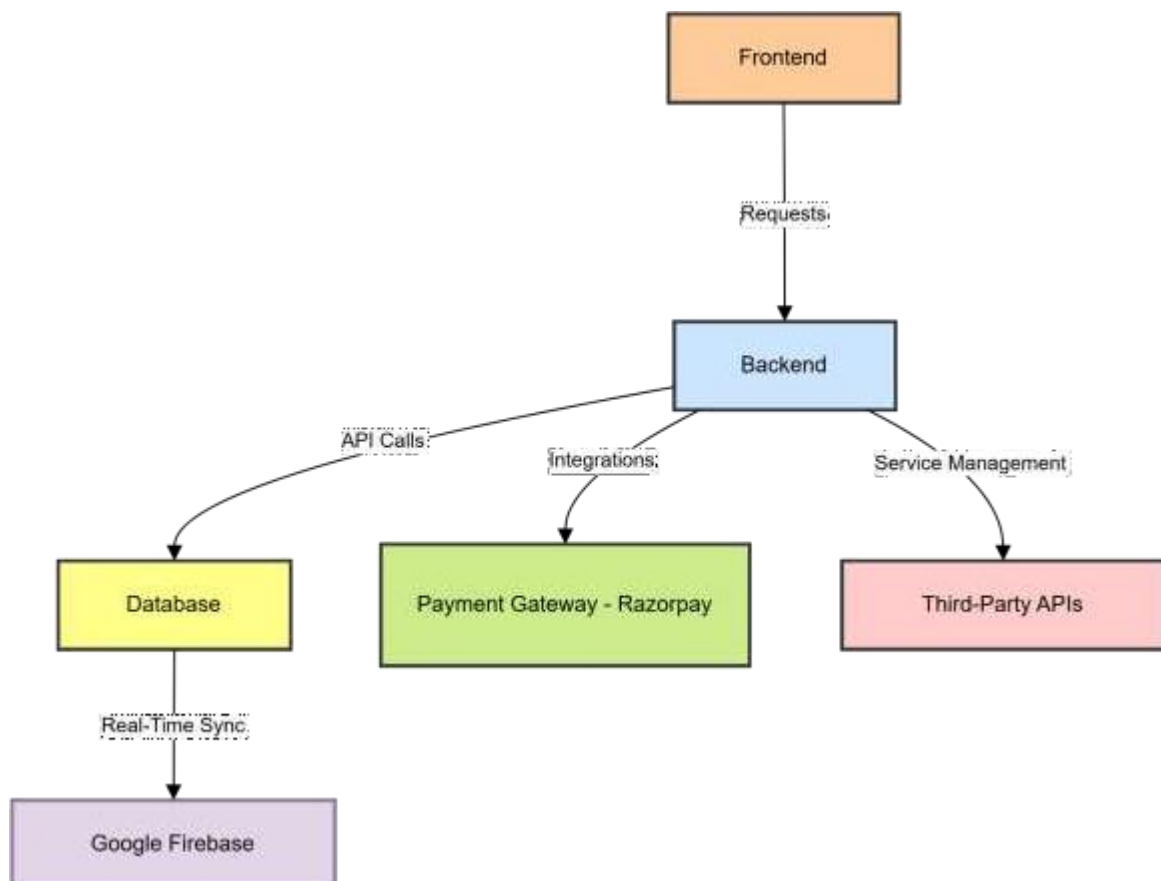 Frontend
Requests
Backend
API Calls
Integrations
Service Management
Database
Payment Gateway - Razorpay
Third-Party APIs
Real-Time Sync
Google Firebase